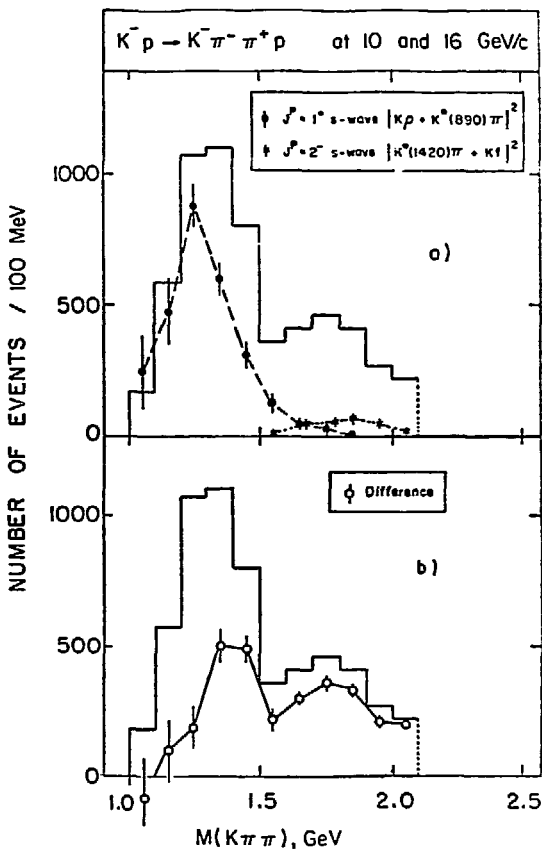 K⁻p → K⁻π⁻π⁺p at 10 and 16 GeV/c
J^P = 1⁺ s-wave |Kρ + K*(890)π|²
J^P = 2⁻ s-wave |K*(1420)π + Kf|²
1000
a)
500
0
NUMBER OF EVENTS / 100 MeV
Difference
1000
b)
500
0
1.0 1.5 2.0 2.5
M(Kππ), GeV